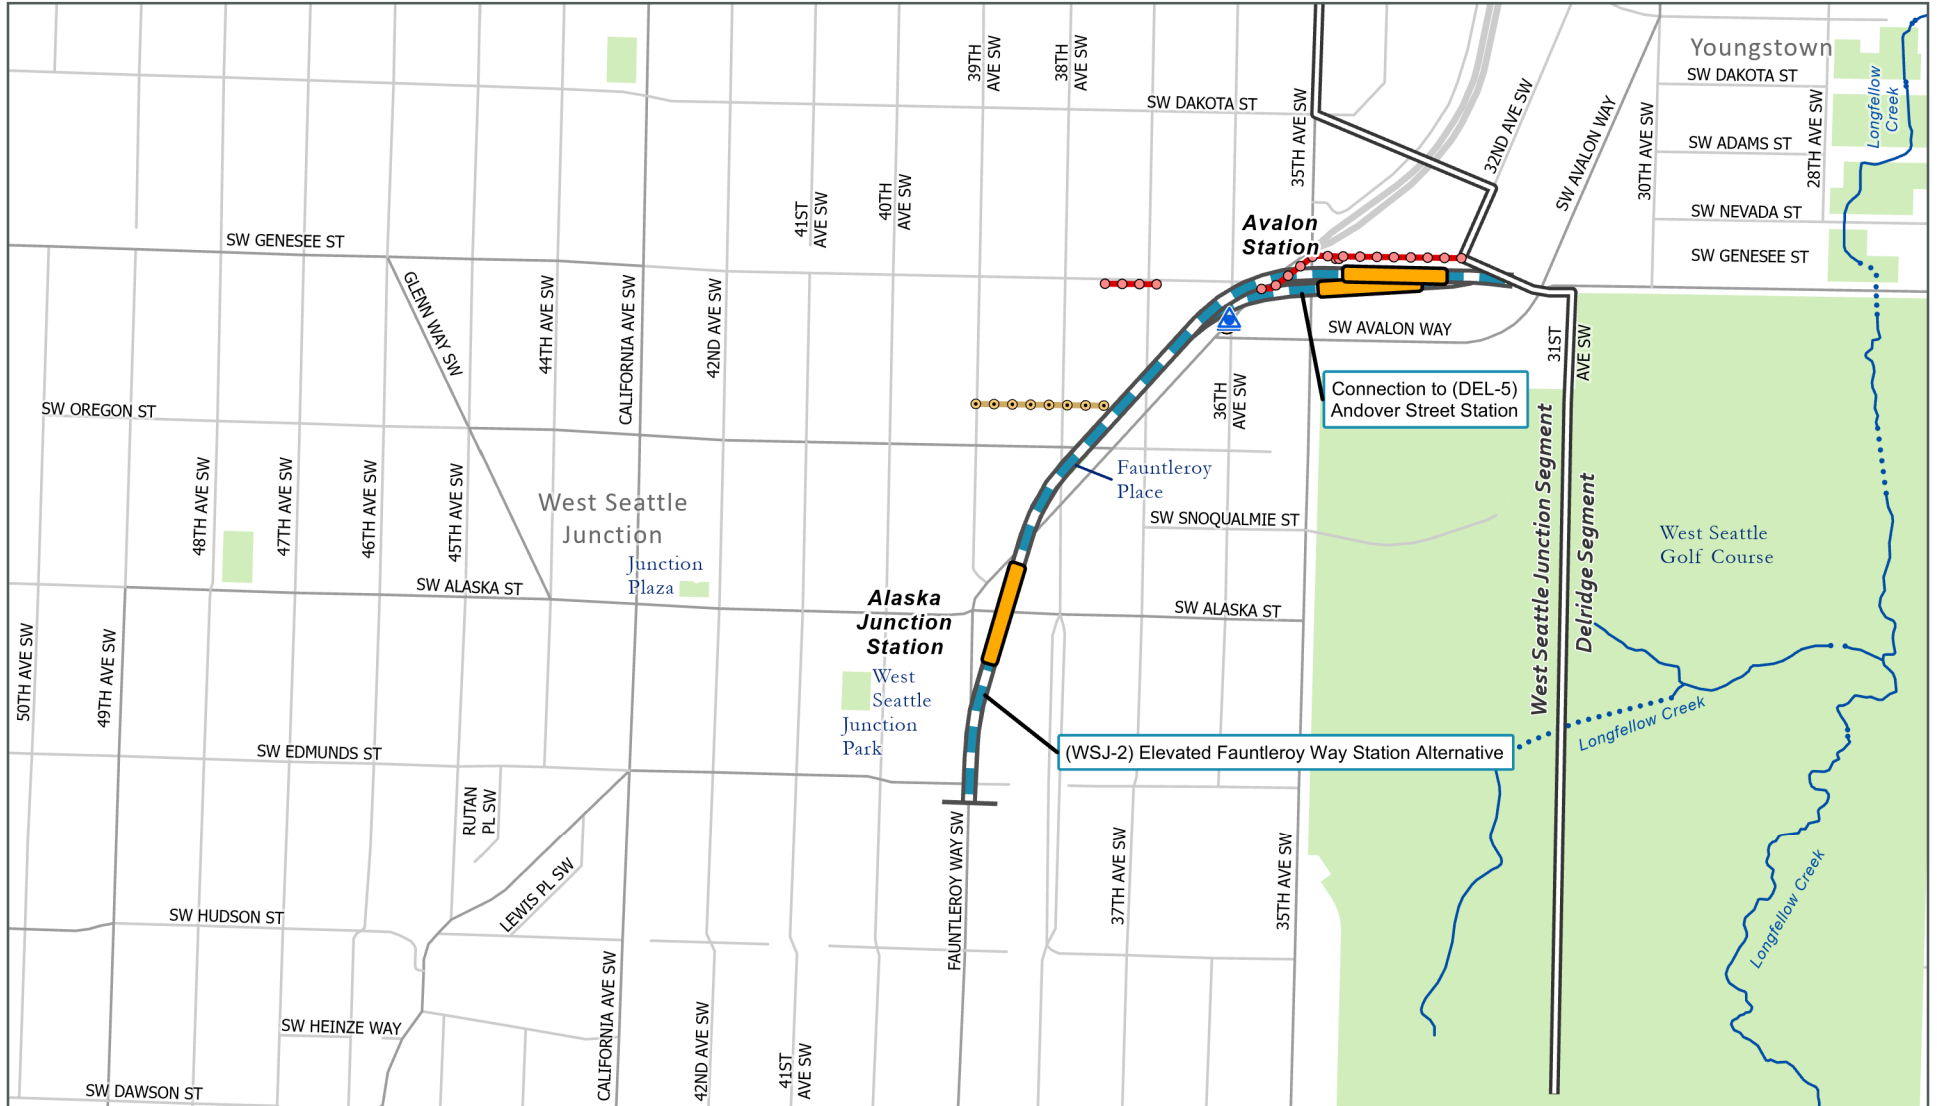 39TH
AVE SW
38TH
AVE SW
Youngstown
SW DAKOTA ST
SW DAKOTA ST
35TH AVE SW
32ND AVE SW
SW AVALON WAY
30TH AVE SW
28TH AVE SW
Longfellow
Creek
SW ADAMS ST
41ST
AVE SW
40TH
AVE SW
SW NEVADA ST
Avalon
Station
SW GENESEE ST
SW GENESEE ST
GLENN WAY SW
44TH AVE SW
CALIFORNIA AVE SW
42ND AVE SW
SW AVALON WAY
31ST
AVE SW
36TH
AVE SW
Connection to (DEL-5)
Andover Street Station
SW OREGON ST
48TH AVE SW
47TH AVE SW
46TH AVE SW
45TH AVE SW
Fauntleroy
Place
West Seattle
Junction
SW SNOQUALMIE ST
West Seattle Junction Segment
Delridge Segment
West Seattle
Golf Course
Junction
Plaza
SW ALASKA ST
Alaska
Junction
Station
SW ALASKA ST
50TH AVE SW
49TH AVE SW
West
Seattle
Junction
Park
Longfellow Creek
SW EDMUNDS ST
(WSJ-2) Elevated Fauntleroy Way Station Alternative
RUTAN
PL SW
LEWIS PL SW
FAUNTLEROY WAY SW
37TH AVE SW
35TH AVE SW
Longfellow Creek
SW HUDSON ST
CALIFORNIA AVE SW
42ND AVE SW
41ST
AVE SW
SW HEINZE WAY
SW DAWSON ST